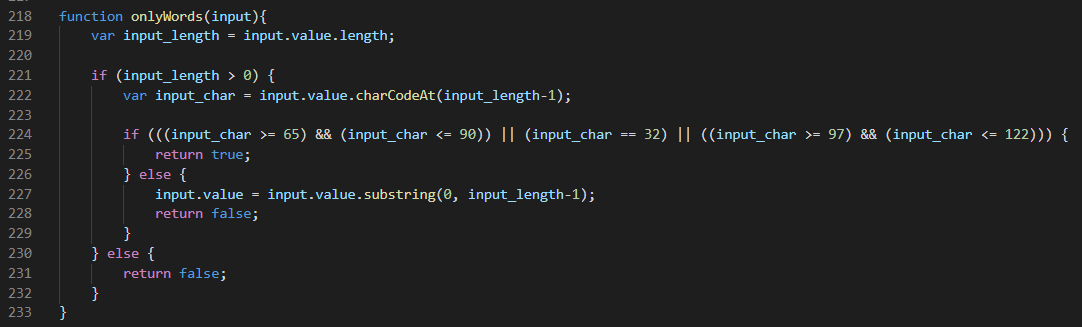 218 function onlyWords(input){
219     var input_length = input.value.length;
220
221     if (input_length > 0) {
222         var input_char = input.value.charCodeAt(input_length-1);
223
224         if (((input_char >= 65) && (input_char <= 90)) || (input_char == 32) || ((input_char >= 97) && (input_char <= 122))) {
225             return true;
226         } else {
227             input.value = input.value.substring(0, input_length-1);
228             return false;
229         }
230     } else {
231         return false;
232     }
233 }